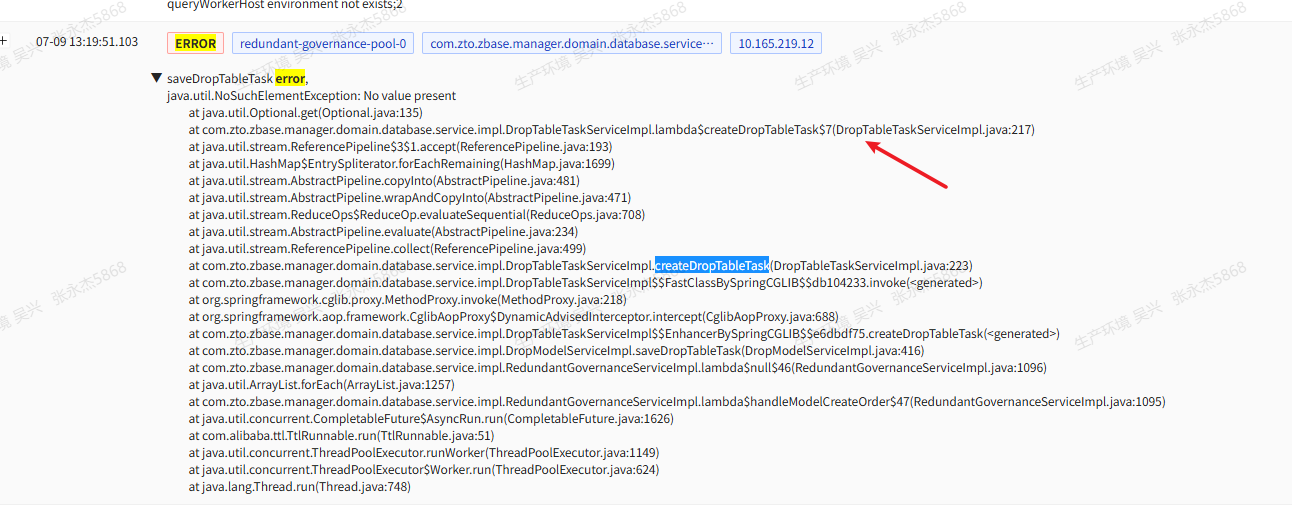 queryWorkerHost environment not exists;2
07-09 13:19:51.103 ERROR redundant-governance-pool-0 com.zto.zbase.manager.domain.database.service··· 10.165.219.12
▼ saveDropTableTask error,
java.util.NoSuchElementException: No value present
at java.util.Optional.get(Optional.java:135)
at com.zto.zbase.manager.domain.database.service.impl.DropTableTaskServiceImpl.lambda$createDropTableTask$7(DropTableTaskServiceImpl.java:217)
at java.util.stream.ReferencePipeline$3$1.accept(ReferencePipeline.java:193)
at java.util.HashMap$EntrySpliterator.forEachRemaining(HashMap.java:1699)
at java.util.stream.AbstractPipeline.copyInto(AbstractPipeline.java:481)
at java.util.stream.AbstractPipeline.wrapAndCopyInto(AbstractPipeline.java:471)
at java.util.stream.ReduceOps$ReduceOp.evaluateSequential(ReduceOps.java:708)
at java.util.stream.AbstractPipeline.evaluate(AbstractPipeline.java:234)
at java.util.stream.ReferencePipeline.collect(ReferencePipeline.java:499)
at com.zto.zbase.manager.domain.database.service.impl.DropTableTaskServiceImpl.createDropTableTask(DropTableTaskServiceImpl.java:223)
at com.zto.zbase.manager.domain.database.service.impl.DropTableTaskServiceImpl$$FastClassBySpringCGLIB$$db104233.invoke(<generated>)
at org.springframework.cglib.proxy.MethodProxy.invoke(MethodProxy.java:218)
at org.springframework.aop.framework.CglibAopProxy$DynamicAdvisedInterceptor.intercept(CglibAopProxy.java:688)
at com.zto.zbase.manager.domain.database.service.impl.DropTableTaskServiceImpl$$EnhancerBySpringCGLIB$$e6dbdf75.createDropTableTask(<generated>)
at com.zto.zbase.manager.domain.database.service.impl.DropModelServiceImpl.saveDropTableTask(DropModelServiceImpl.java:416)
at com.zto.zbase.manager.domain.database.service.impl.RedundantGovernanceServiceImpl.lambda$null$46(RedundantGovernanceServiceImpl.java:1096)
at java.util.ArrayList.forEach(ArrayList.java:1257)
at com.zto.zbase.manager.domain.database.service.impl.RedundantGovernanceServiceImpl.lambda$handleModelCreateOrder$47(RedundantGovernanceServiceImpl.java:1095)
at java.util.concurrent.CompletableFuture$AsyncRun.run(CompletableFuture.java:1626)
at com.alibaba.ttl.TtlRunnable.run(TtlRunnable.java:51)
at java.util.concurrent.ThreadPoolExecutor.runWorker(ThreadPoolExecutor.java:1149)
at java.util.concurrent.ThreadPoolExecutor$Worker.run(ThreadPoolExecutor.java:624)
at java.lang.Thread.run(Thread.java:748)
生产环境 吴兴 张永杰5868